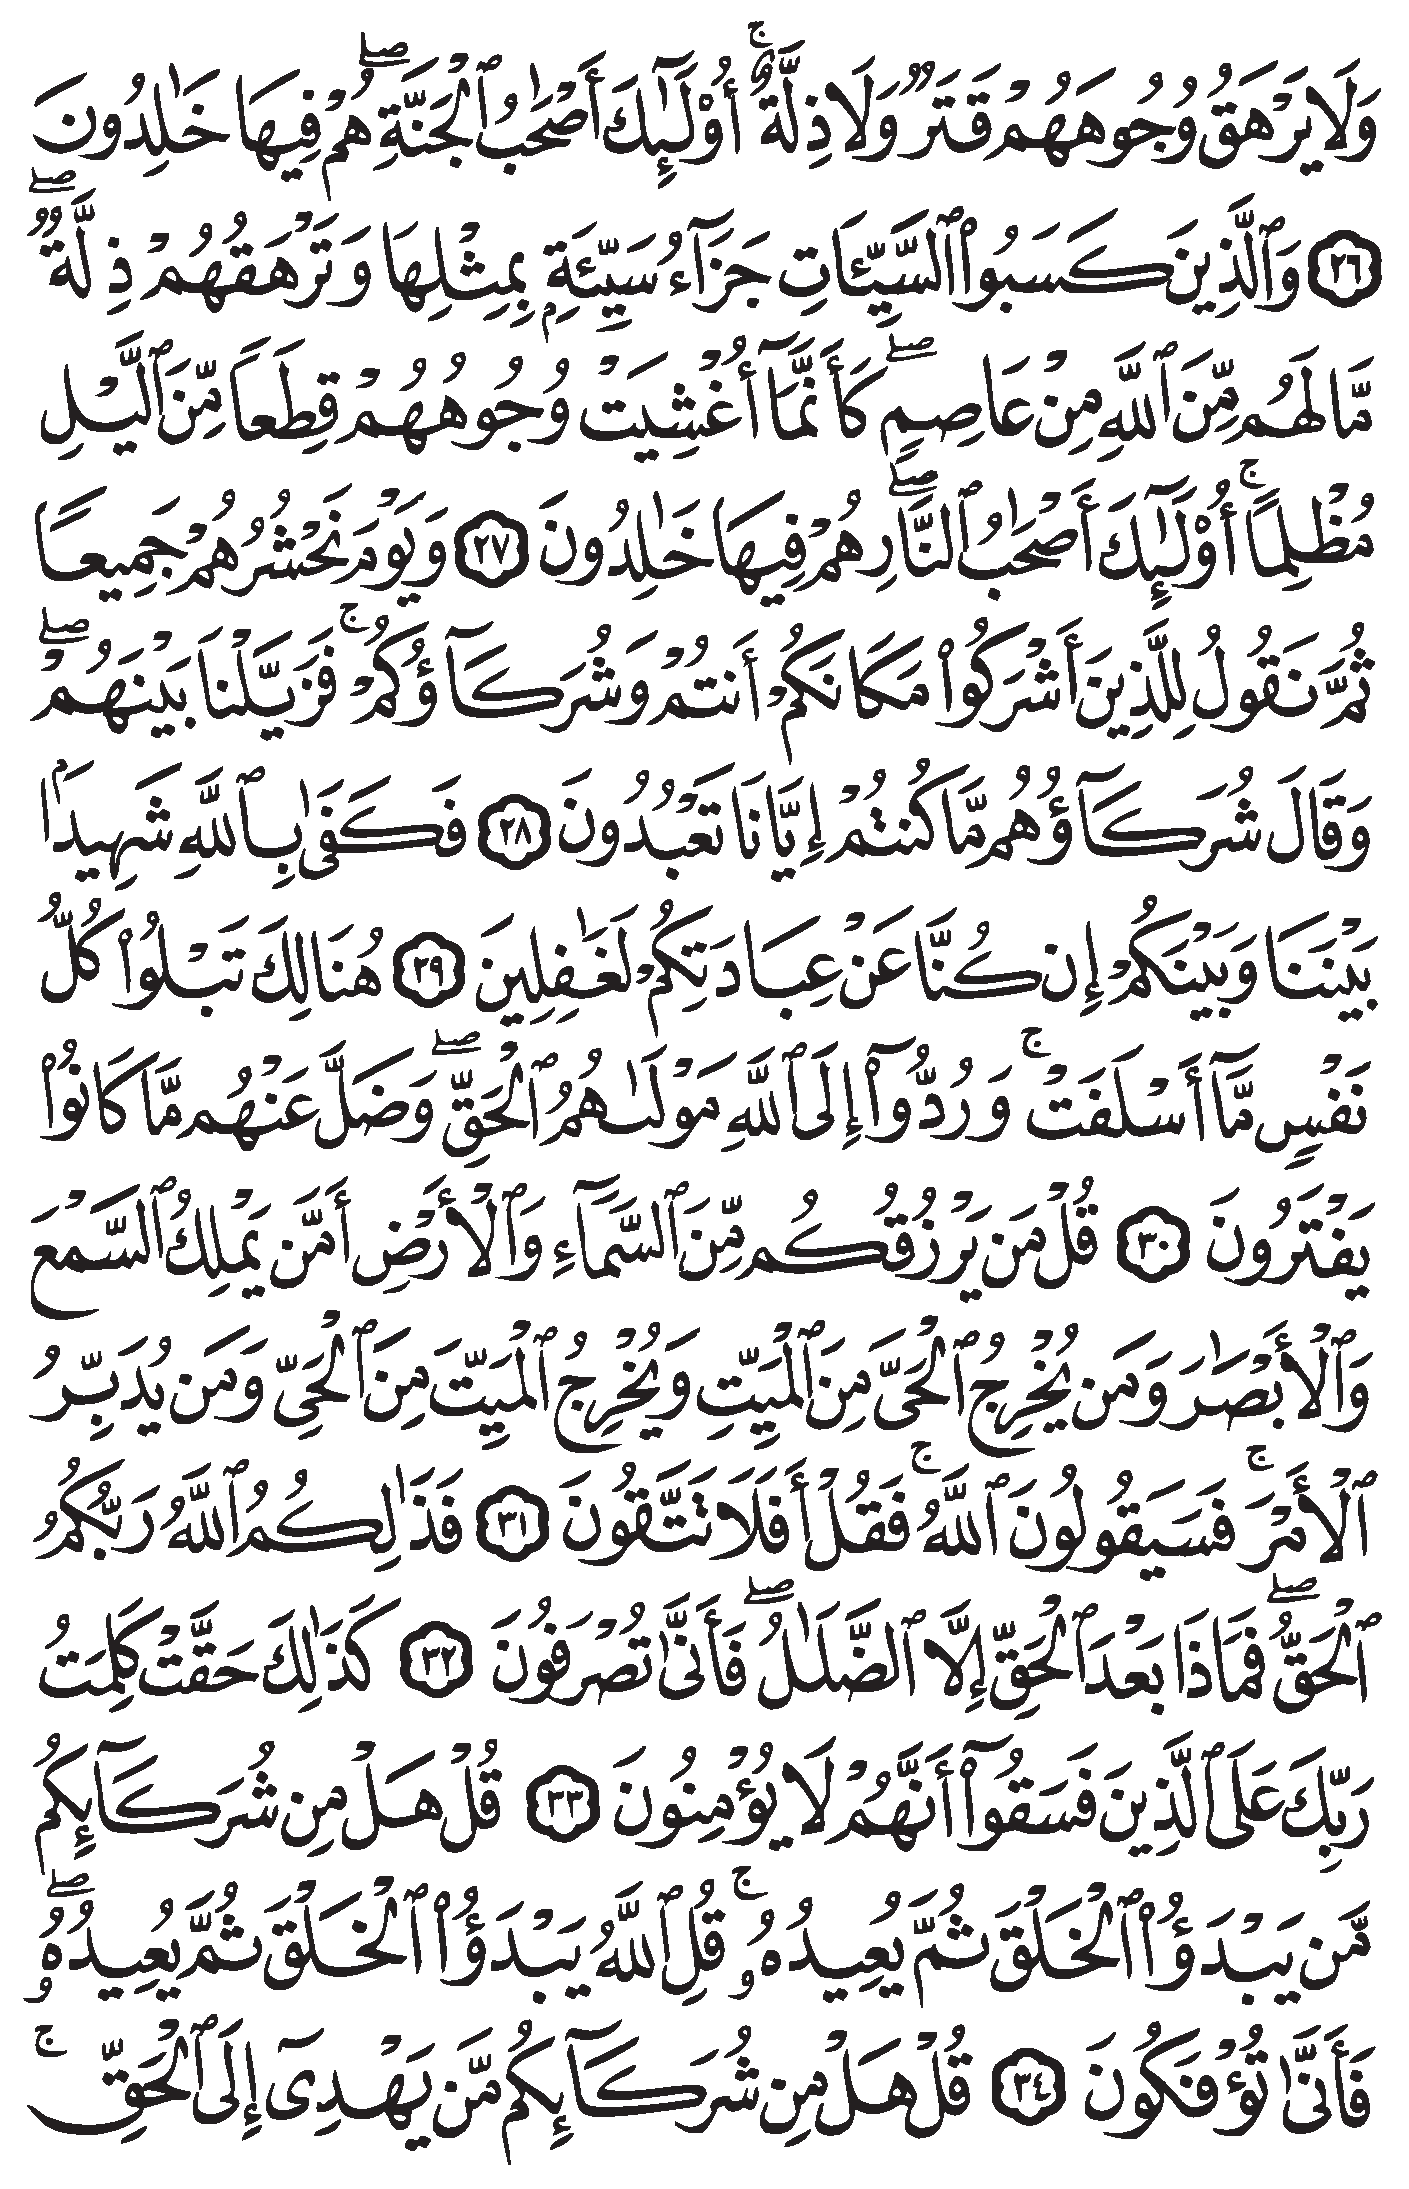 وَلَا يَرْهَقُ وُجُوهَهُمْ قَتَرٌ وَلَا ذِلَّةٌ ۚ أُو۟لَٰٓئِكَ أَصْحَٰبُ ٱلْجَنَّةِ ۖ هُمْ فِيهَا خَٰلِدُونَ
٢٦ وَٱلَّذِينَ كَسَبُوا۟ ٱلسَّيِّـَٔاتِ جَزَآءُ سَيِّئَةٍۭ بِمِثْلِهَا وَتَرْهَقُهُمْ ذِلَّةٌ ۖ
مَّا لَهُم مِّنَ ٱللَّهِ مِنْ عَاصِمٍ ۖ كَأَنَّمَآ أُغْشِيَتْ وُجُوهُهُمْ قِطَعًا مِّنَ ٱلَّيْلِ
مُظْلِمًا ۚ أُو۟لَٰٓئِكَ أَصْحَٰبُ ٱلنَّارِ ۖ هُمْ فِيهَا خَٰلِدُونَ ٢٧ وَيَوْمَ نَحْشُرُهُمْ جَمِيعًا
ثُمَّ نَقُولُ لِلَّذِينَ أَشْرَكُوا۟ مَكَانَكُمْ أَنتُمْ وَشُرَكَآؤُكُمْ ۚ فَزَيَّلْنَا بَيْنَهُمْ ۖ
وَقَالَ شُرَكَآؤُهُم مَّا كُنتُمْ إِيَّانَا تَعْبُدُونَ ٢٨ فَكَفَىٰ بِٱللَّهِ شَهِيدًۢا
بَيْنَنَا وَبَيْنَكُمْ إِن كُنَّا عَنْ عِبَادَتِكُمْ لَغَٰفِلِينَ ٢٩ هُنَالِكَ تَبْلُوا۟ كُلُّ
نَفْسٍ مَّآ أَسْلَفَتْ ۚ وَرُدُّوٓا۟ إِلَى ٱللَّهِ مَوْلَىٰهُمُ ٱلْحَقِّ ۖ وَضَلَّ عَنْهُم مَّا كَانُوا۟
يَفْتَرُونَ ٣٠ قُلْ مَن يَرْزُقُكُم مِّنَ ٱلسَّمَآءِ وَٱلْأَرْضِ أَمَّن يَمْلِكُ ٱلسَّمْعَ
وَٱلْأَبْصَٰرَ وَمَن يُخْرِجُ ٱلْحَىَّ مِنَ ٱلْمَيِّتِ وَيُخْرِجُ ٱلْمَيِّتَ مِنَ ٱلْحَىِّ وَمَن يُدَبِّرُ
ٱلْأَمْرَ ۚ فَسَيَقُولُونَ ٱللَّهُ ۚ فَقُلْ أَفَلَا تَتَّقُونَ ٣١ فَذَٰلِكُمُ ٱللَّهُ رَبُّكُمُ
ٱلْحَقُّ ۖ فَمَاذَا بَعْدَ ٱلْحَقِّ إِلَّا ٱلضَّلَٰلُ ۖ فَأَنَّىٰ تُصْرَفُونَ ٣٢ كَذَٰلِكَ حَقَّتْ كَلِمَتُ
رَبِّكَ عَلَى ٱلَّذِينَ فَسَقُوٓا۟ أَنَّهُمْ لَا يُؤْمِنُونَ ٣٣ قُلْ هَلْ مِن شُرَكَآئِكُم
مَّن يَبْدَؤُا۟ ٱلْخَلْقَ ثُمَّ يُعِيدُهُۥ ۚ قُلِ ٱللَّهُ يَبْدَؤُا۟ ٱلْخَلْقَ ثُمَّ يُعِيدُهُۥ ۖ
فَأَنَّىٰ تُؤْفَكُونَ ٣٤ قُلْ هَلْ مِن شُرَكَآئِكُم مَّن يَهْدِىٓ إِلَى ٱلْحَقِّ ۚ